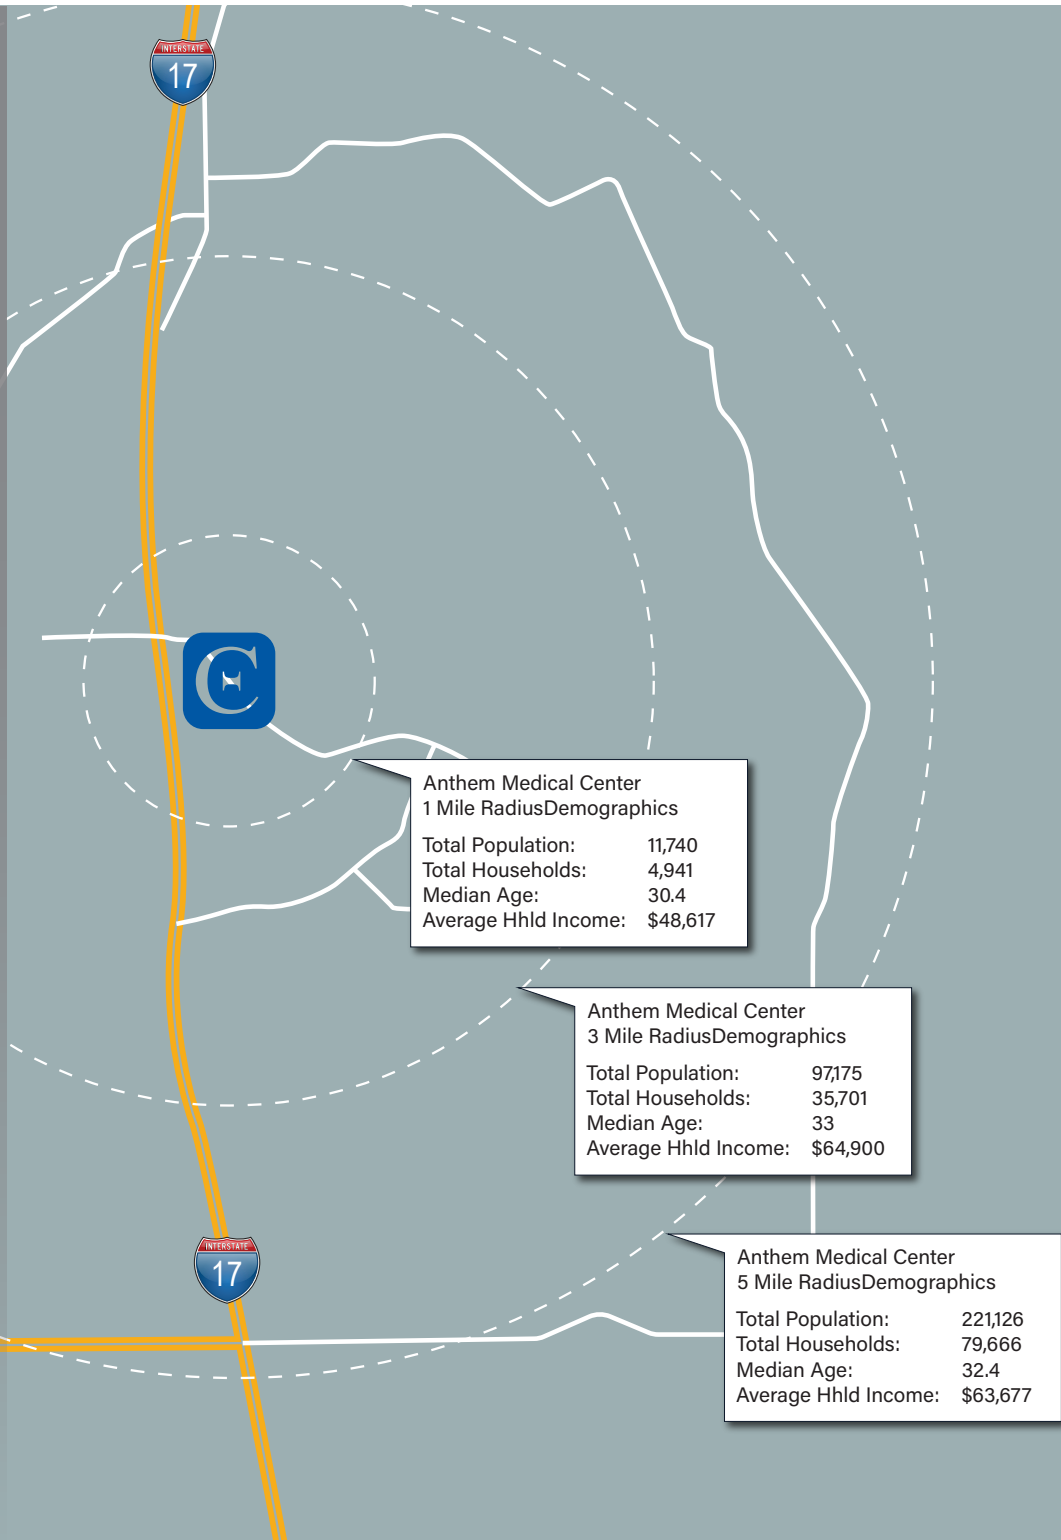 INTERSTATE
17
Anthem Medical Center
1 Mile RadiusDemographics
Total Population: 11,740
Total Households: 4,941
Median Age: 30.4
Average Hhld Income: $48,617
Anthem Medical Center
3 Mile RadiusDemographics
Total Population: 97,175
Total Households: 35,701
Median Age: 33
Average Hhld Income: $64,900
INTERSTATE
17
Anthem Medical Center
5 Mile RadiusDemographics
Total Population: 221,126
Total Households: 79,666
Median Age: 32.4
Average Hhld Income: $63,677